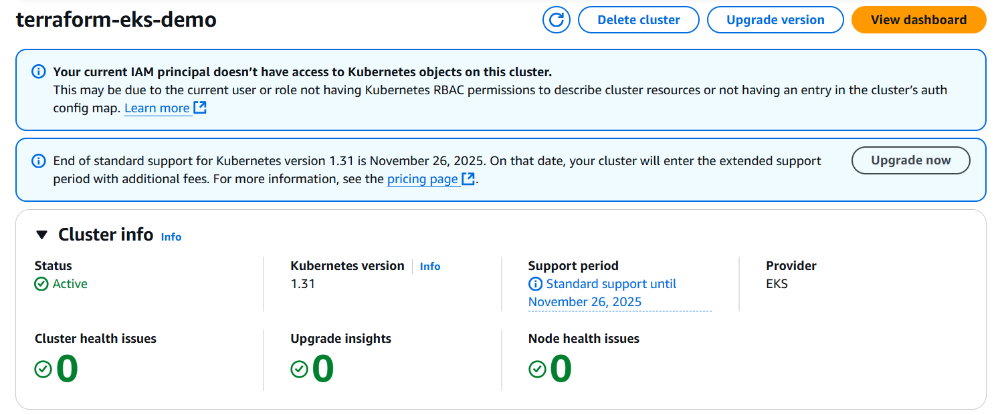 terraform-eks-demo
Delete cluster
Upgrade version
View dashboard
Your current IAM principal doesn’t have access to Kubernetes objects on this cluster.
This may be due to the current user or role not having Kubernetes RBAC permissions to describe cluster resources or not having an entry in the cluster’s auth
config map. Learn more
End of standard support for Kubernetes version 1.31 is November 26, 2025. On that date, your cluster will enter the extended support
period with additional fees. For more information, see the pricing page.
Upgrade now
Cluster info Info
Status
Active
Kubernetes version Info
1.31
Support period
Standard support until
November 26, 2025
Provider
EKS
Cluster health issues
0
Upgrade insights
0
Node health issues
0